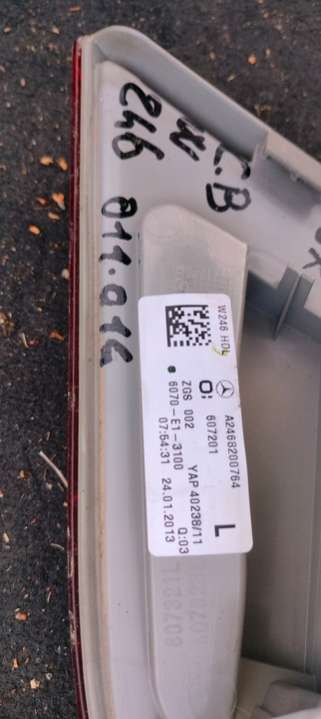 C.B
W
246
011.016
W246 HDL
A2468200764
L
607201
ZGS 002 YAP 40238/11
6070-E1-3100 Q:03
07:54:31 24.01.2013